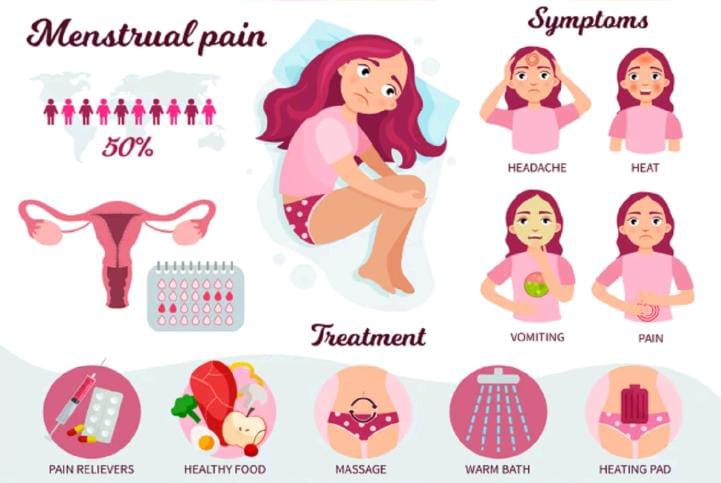 Menstrual pain
50%
Symptoms
HEADACHE
HEAT
VOMITING
PAIN
Treatment
PAIN RELIEVERS
HEALTHY FOOD
MASSAGE
WARM BATH
HEATING PAD